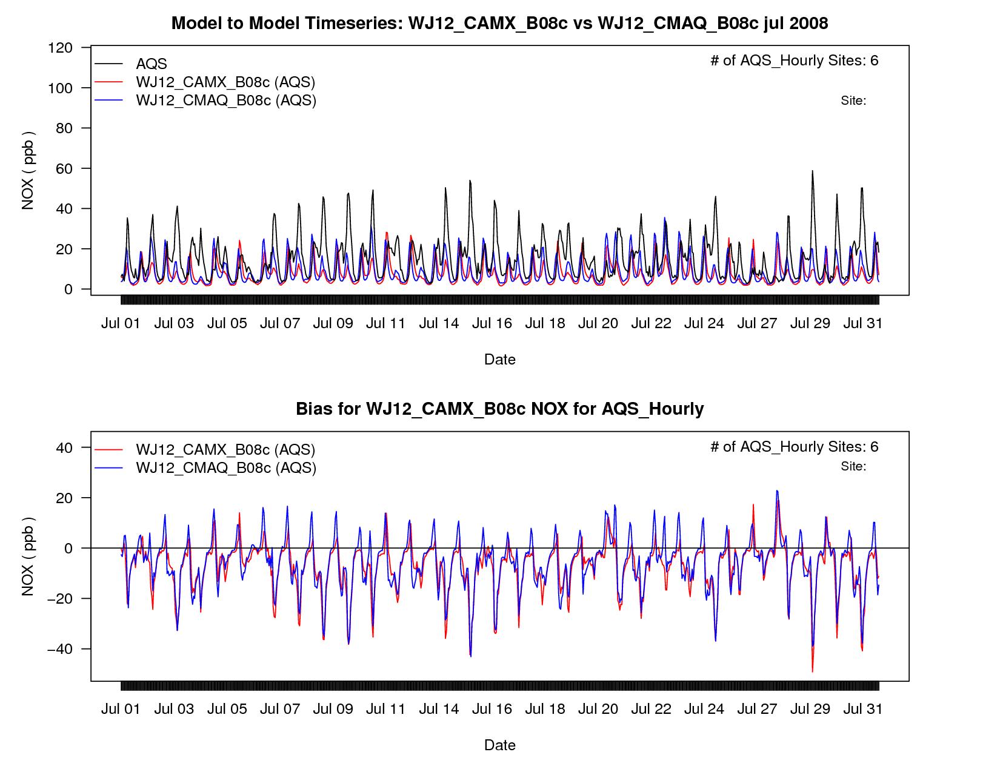 Model to Model Timeseries: WJ12_CAMX_B08c vs WJ12_CMAQ_B08c jul 2008
120
100
80
60
40
20
0
NOX ( ppb )
AQS
WJ12_CAMX_B08c (AQS)
WJ12_CMAQ_B08c (AQS)
# of AQS_Hourly Sites: 6
Site:
Jul 01 Jul 03 Jul 05 Jul 07 Jul 09 Jul 11 Jul 14 Jul 16 Jul 18 Jul 20 Jul 22 Jul 24 Jul 27 Jul 29 Jul 31
Date
Bias for WJ12_CAMX_B08c NOX for AQS_Hourly
40
20
0
−20
−40
NOX ( ppb )
WJ12_CAMX_B08c (AQS)
WJ12_CMAQ_B08c (AQS)
# of AQS_Hourly Sites: 6
Site:
Jul 01 Jul 03 Jul 05 Jul 07 Jul 09 Jul 11 Jul 14 Jul 16 Jul 18 Jul 20 Jul 22 Jul 24 Jul 27 Jul 29 Jul 31
Date